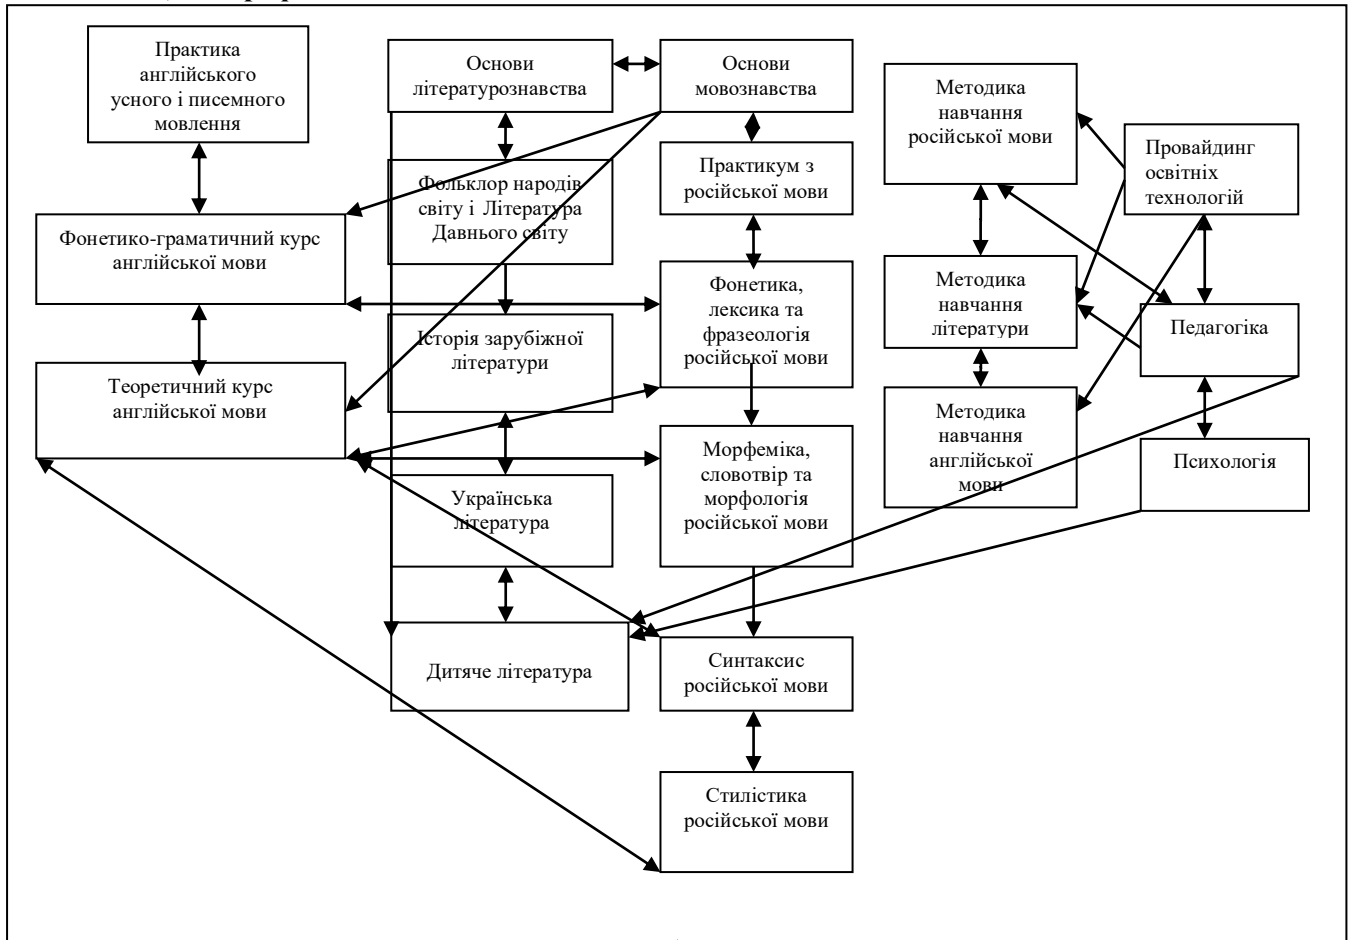 Практика
англійського
усного і писемного
мовлення
Основи
літературознавства
Основи
мовознавства
Методика
навчання
російської мови
Провайдинг
освітніх
технологій
Фольклор народів
світу і Література
Давнього світу
Практикум з
російської мови
Фонетико-граматичний курс
англійської мови
Фонетика,
лексика та
фразеологія
російської мови
Методика
навчання
літератури
Педагогіка
Історія зарубіжної
літератури
Теоретичний курс
англійської мови
Методика
навчання
англійської
мови
Психологія
Морфеміка,
словотвір та
морфологія
російської мови
Українська
література
Дитяче література
Синтаксис
російської мови
Стилістика
російської мови